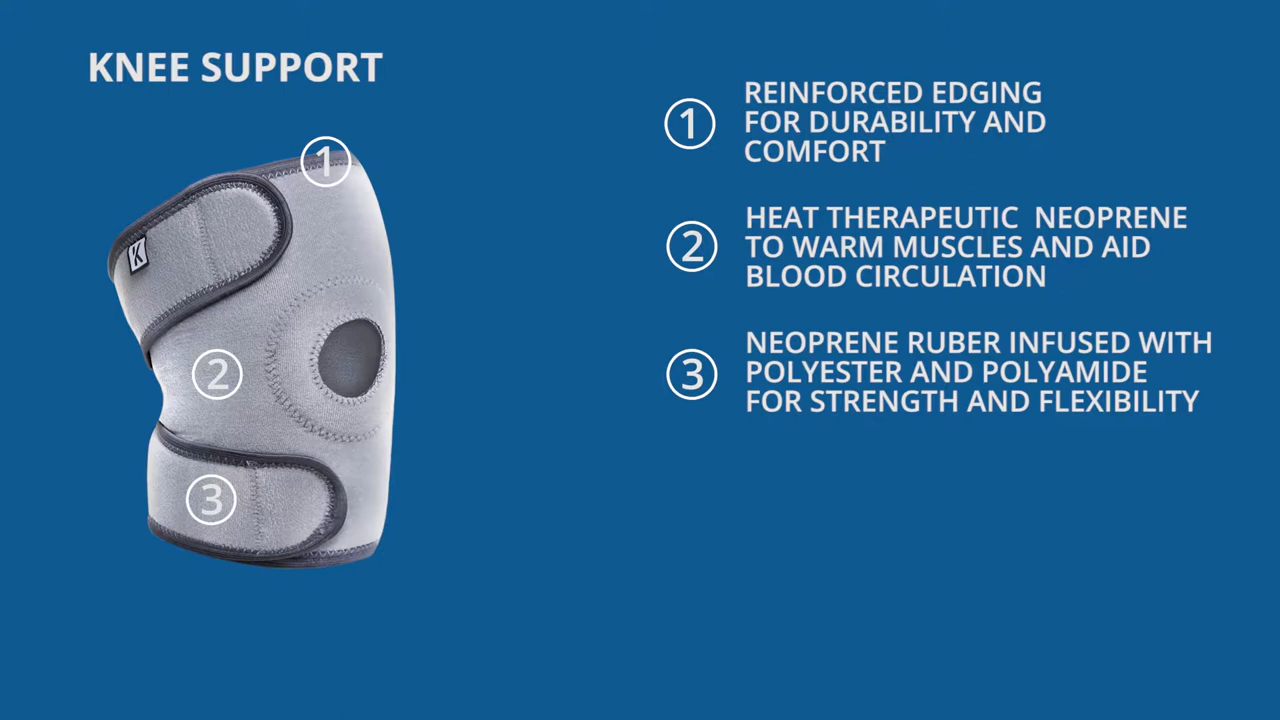 KNEE SUPPORT
1
REINFORCED EDGING
FOR DURABILITY AND
COMFORT
2
HEAT THERAPEUTIC  NEOPRENE
TO WARM MUSCLES AND AID
BLOOD CIRCULATION
3
NEOPRENE RUBER INFUSED WITH
POLYESTER AND POLYAMIDE
FOR STRENGTH AND FLEXIBILITY
1
K
2
3